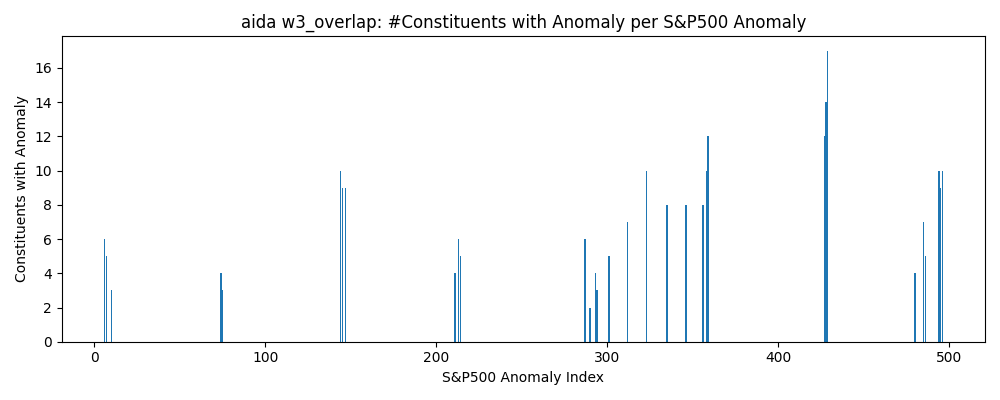 aida w3_overlap: #Constituents with Anomaly per S&P500 Anomaly
Constituents with Anomaly
16
14
12
10
8
6
4
2
0
0 100 200 300 400 500
S&P500 Anomaly Index